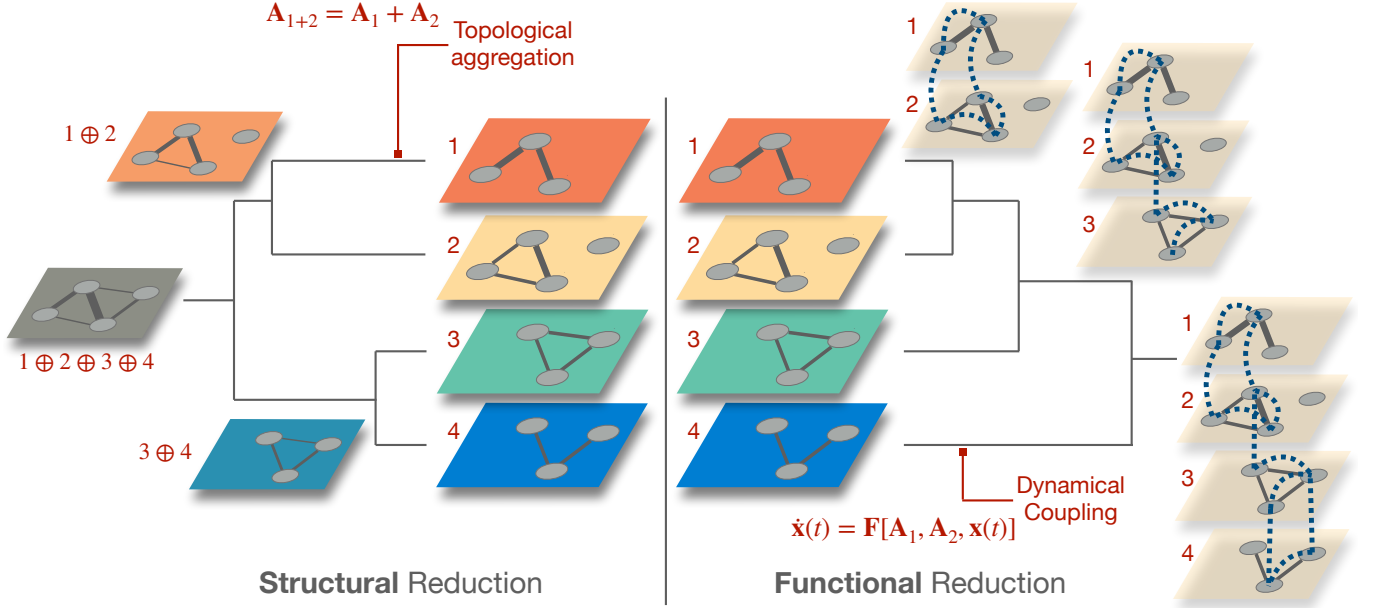 𝐀₁₊₂ = 𝐀₁ + 𝐀₂
Topological
aggregation
1 ⊕ 2
1 ⊕ 2 ⊕ 3 ⊕ 4
3 ⊕ 4
1
2
3
4
Structural Reduction
1
2
3
4
1
2
1
2
3
1
2
3
4
Dynamical
Coupling
ẋ(t) = F[A₁, A₂, x(t)]
Functional Reduction